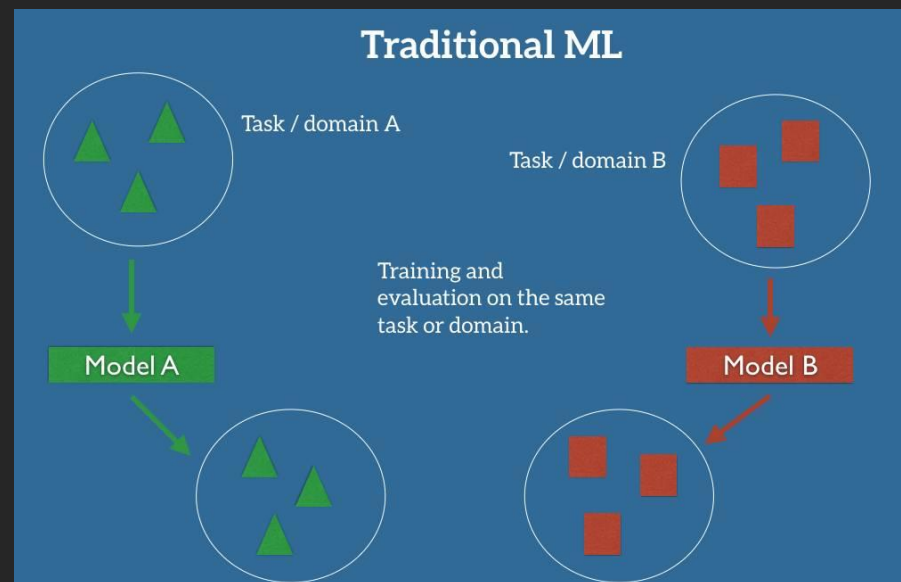 Traditional ML
Task / domain A
Task / domain B
Training and
evaluation on the same
task or domain.
Model A
Model B